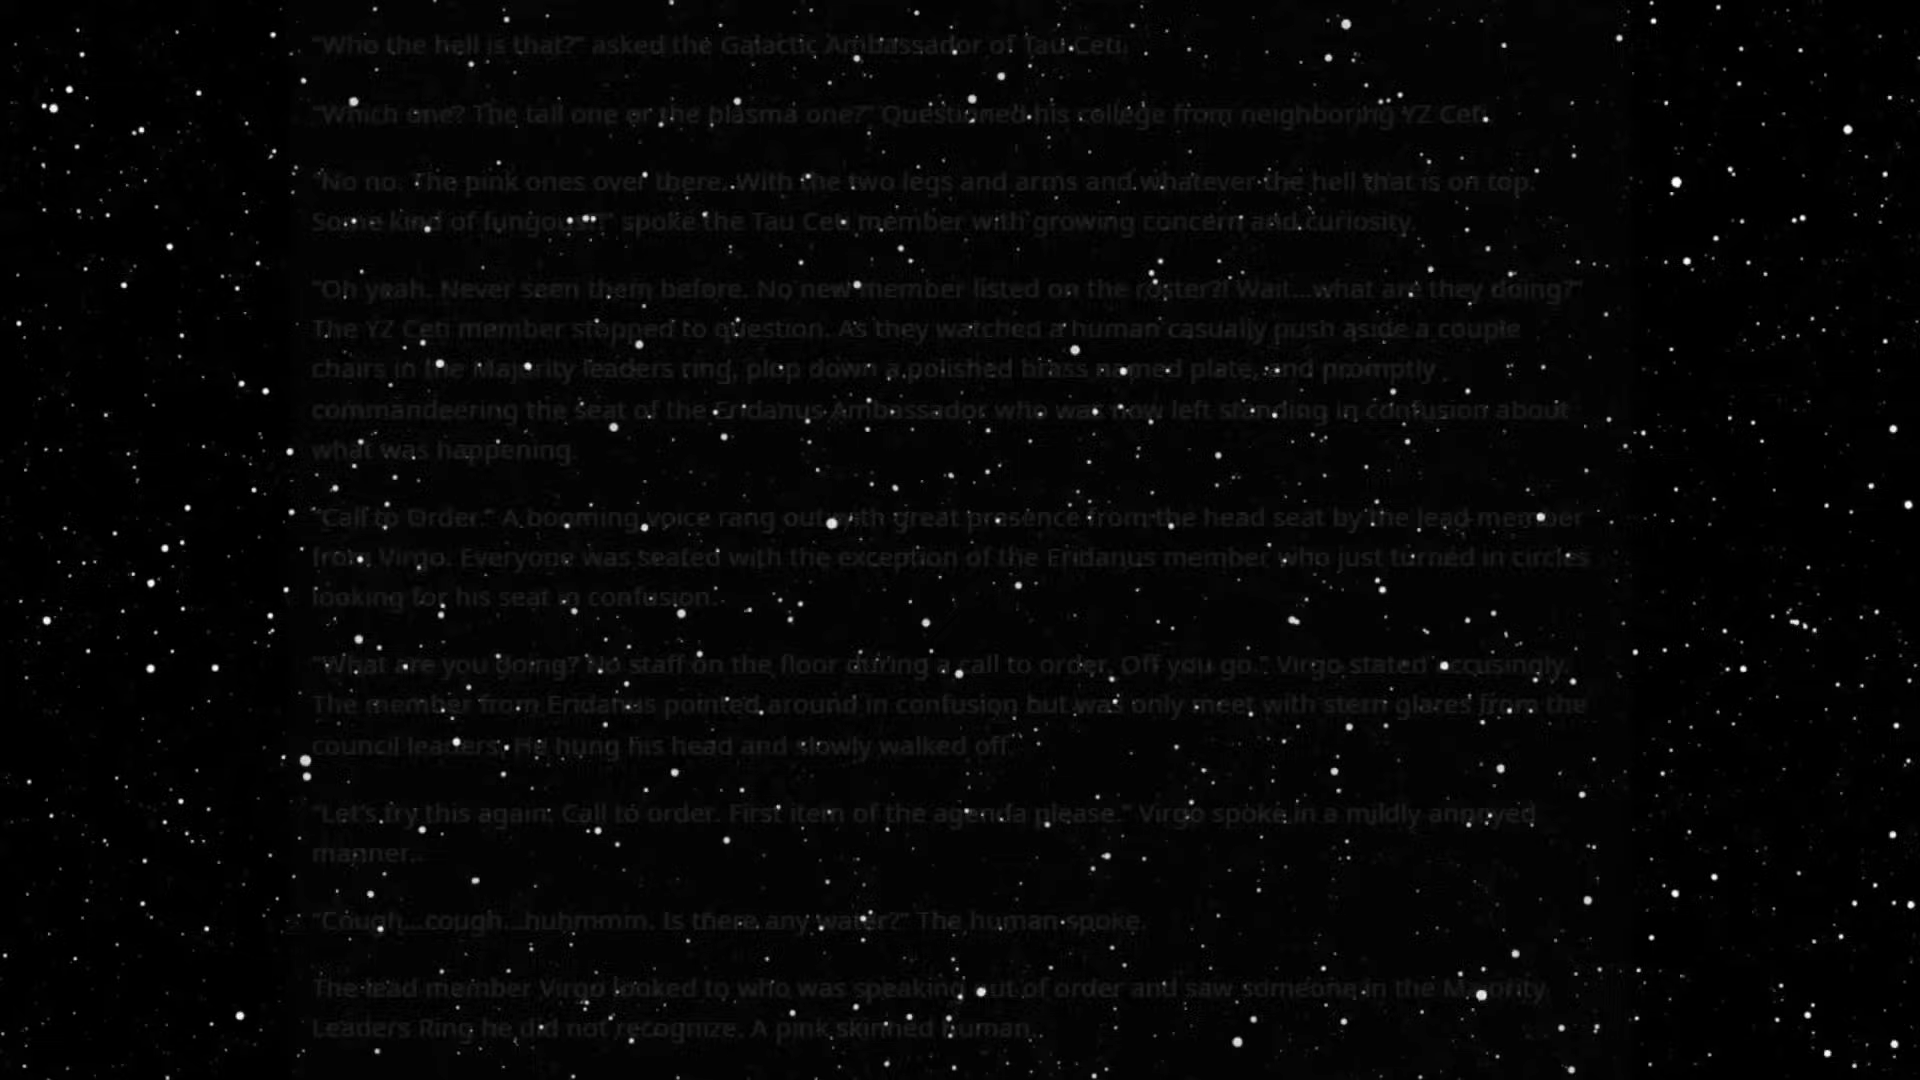 "Who the hell is that?" asked the Galactic Ambassador of Tau Ceti.
"Which one? The tall one or the plasma one?" Questioned his college from neighboring YZ Ceti.
"No no. The pink ones over there. With the two legs and arms and whatever the hell that is on top.
Some kind of fungous?!" spoke the Tau Ceti member with growing concern and curiosity.
"Oh yeah. Never seen them before. No new member listed on the roster?! Wait...what are they doing?"
The YZ Ceti member stopped to question. As they watched a human casually push aside a couple
chairs in the Majority leaders ring, plop down a polished brass named plate, and promptly
commandeering the seat of the Eridanus Ambassador who was now left standing in confusion about
what was happening.
"Call to Order." A booming voice rang out with great presence from the head seat by the lead member
from Virgo. Everyone was seated with the exception of the Eridanus member who just turned in circles
looking for his seat in confusion.
"What are you doing? No staff on the floor during a call to order. Off you go." Virgo stated accusingly.
The member from Eridanus pointed around in confusion but was only meet with stern glares from the
council leaders. He hung his head and slowly walked off.
"Let's try this again. Call to order. First item of the agenda please." Virgo spoke in a mildly annoyed
manner.
"Cough...cough...huhmmm. Is there any water?" The human spoke.
The lead member Virgo looked to who was speaking out of order and saw someone in the Majority
Leaders Ring he did not recognize. A pink skinned human.